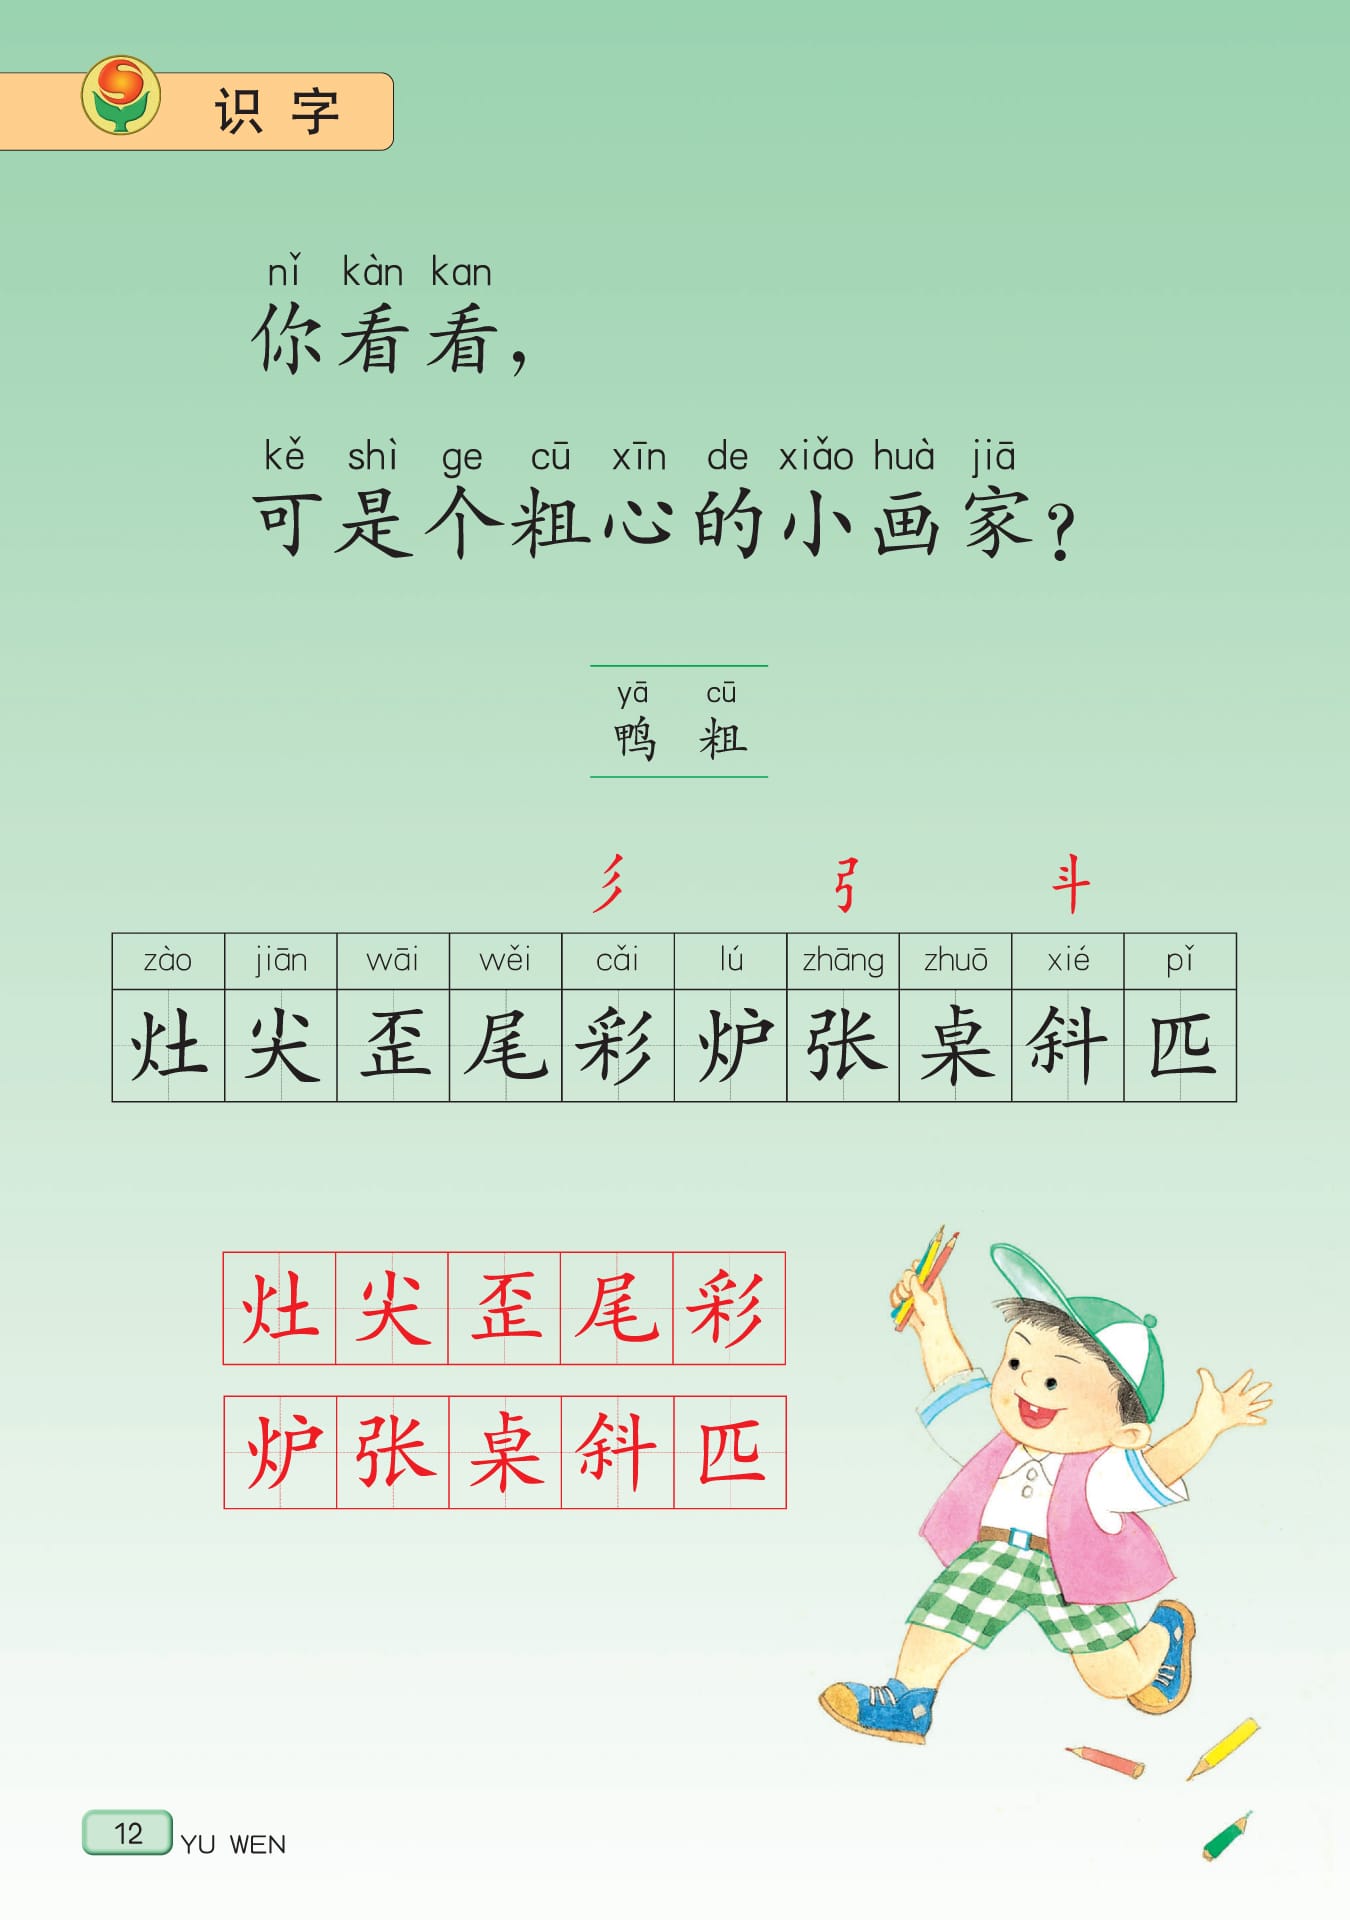 识 字
nǐ kàn kan
你看看，
kě shì ge cū xīn de xiǎo huà jiā
可是个粗心的小画家？
yā cū
鸭 粗
彡 弓 斗
zào jiān wāi wěi cǎi lú zhāng zhuō xié pǐ
灶 尖 歪 尾 彩 炉 张 桌 斜 匹
灶 尖 歪 尾 彩
炉 张 桌 斜 匹
12 YU WEN